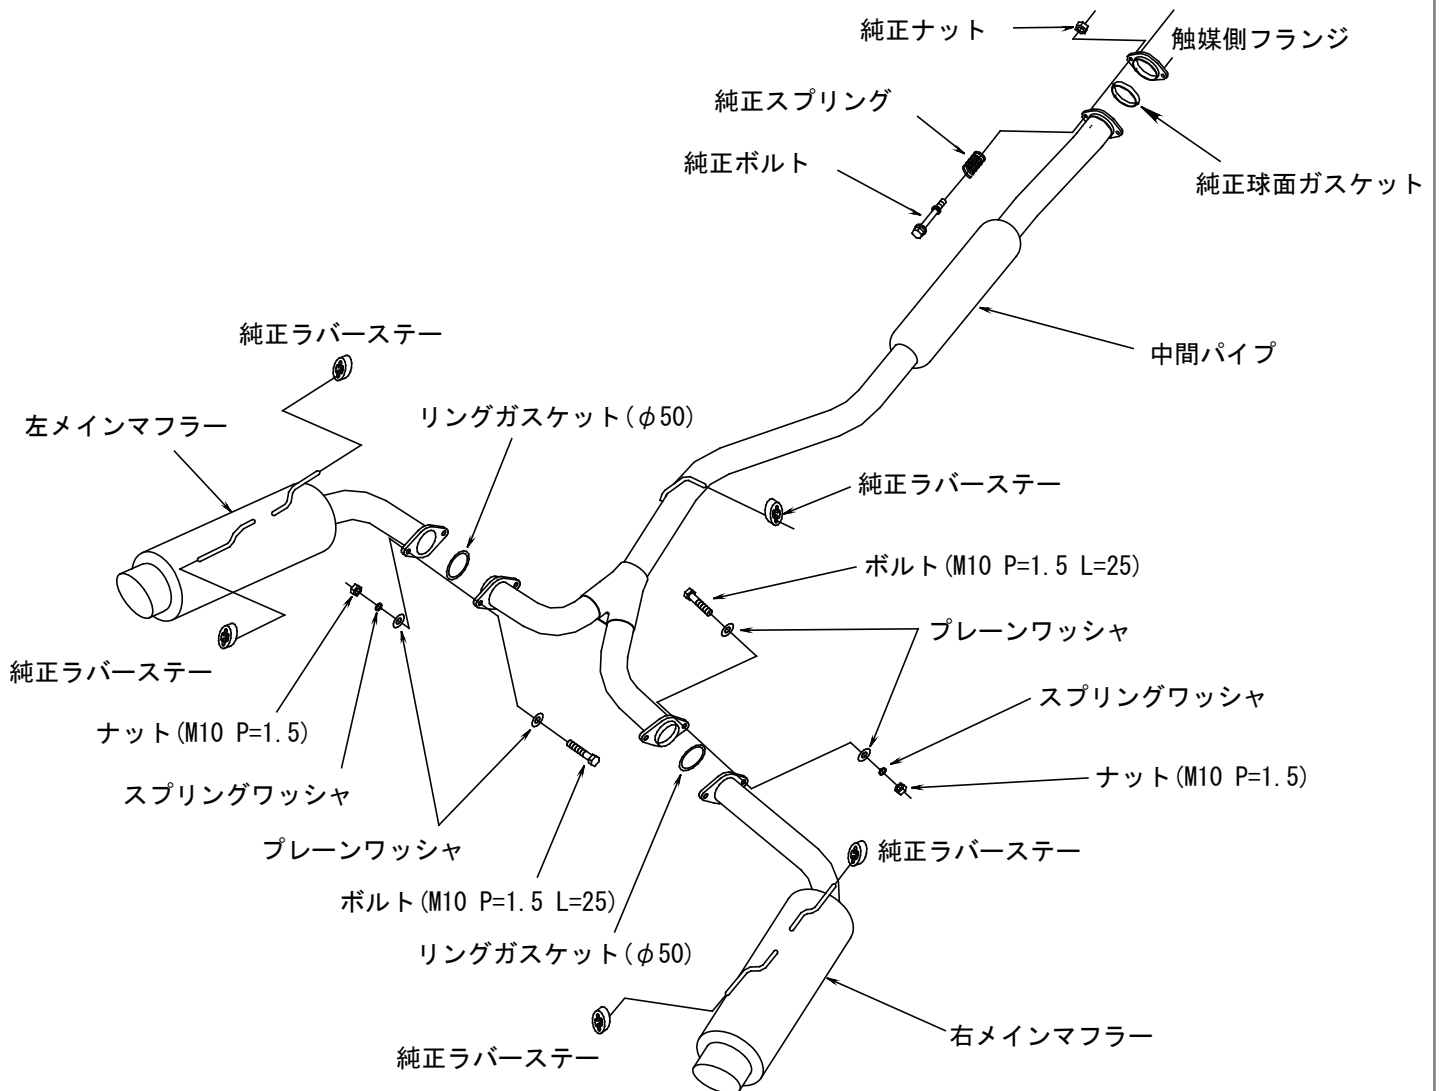 純正ナット
触媒側フランジ
純正スプリング
純正ボルト
純正球面ガスケット
純正ラバーステー
中間パイプ
リングガスケット(φ50)
左メインマフラー
純正ラバーステー
ボルト(M10 P=1.5 L=25)
プレーンワッシャ
純正ラバーステー
スプリングワッシャ
ナット(M10 P=1.5)
ナット(M10 P=1.5)
スプリングワッシャ
プレーンワッシャ
純正ラバーステー
ボルト(M10 P=1.5 L=25)
リングガスケット(φ50)
右メインマフラー
純正ラバーステー